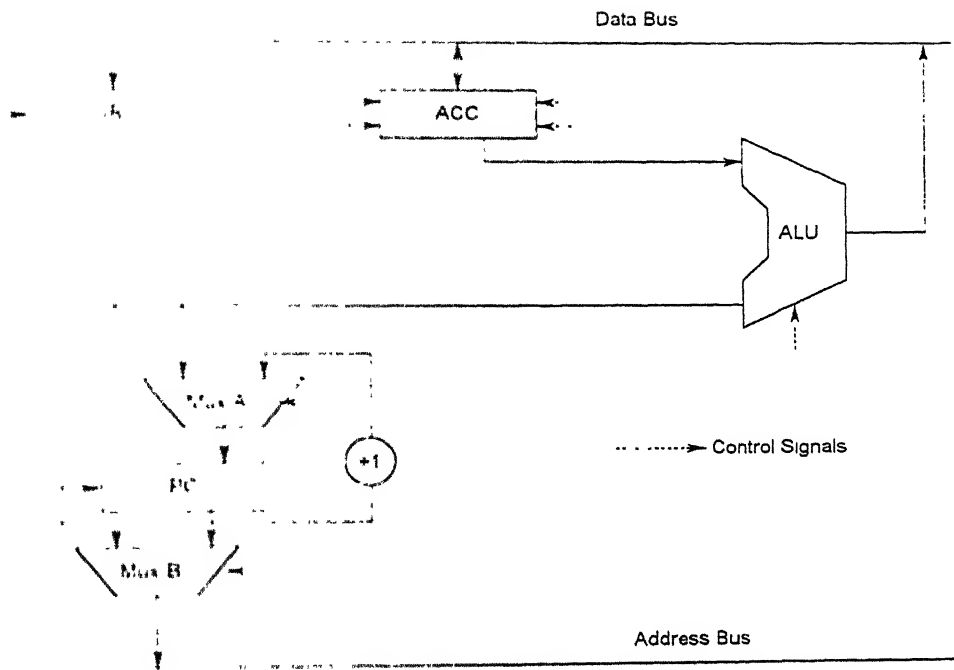 Data Bus
ACC
ALU
Mux A
+1
Control Signals
PC
Mux B
Address Bus